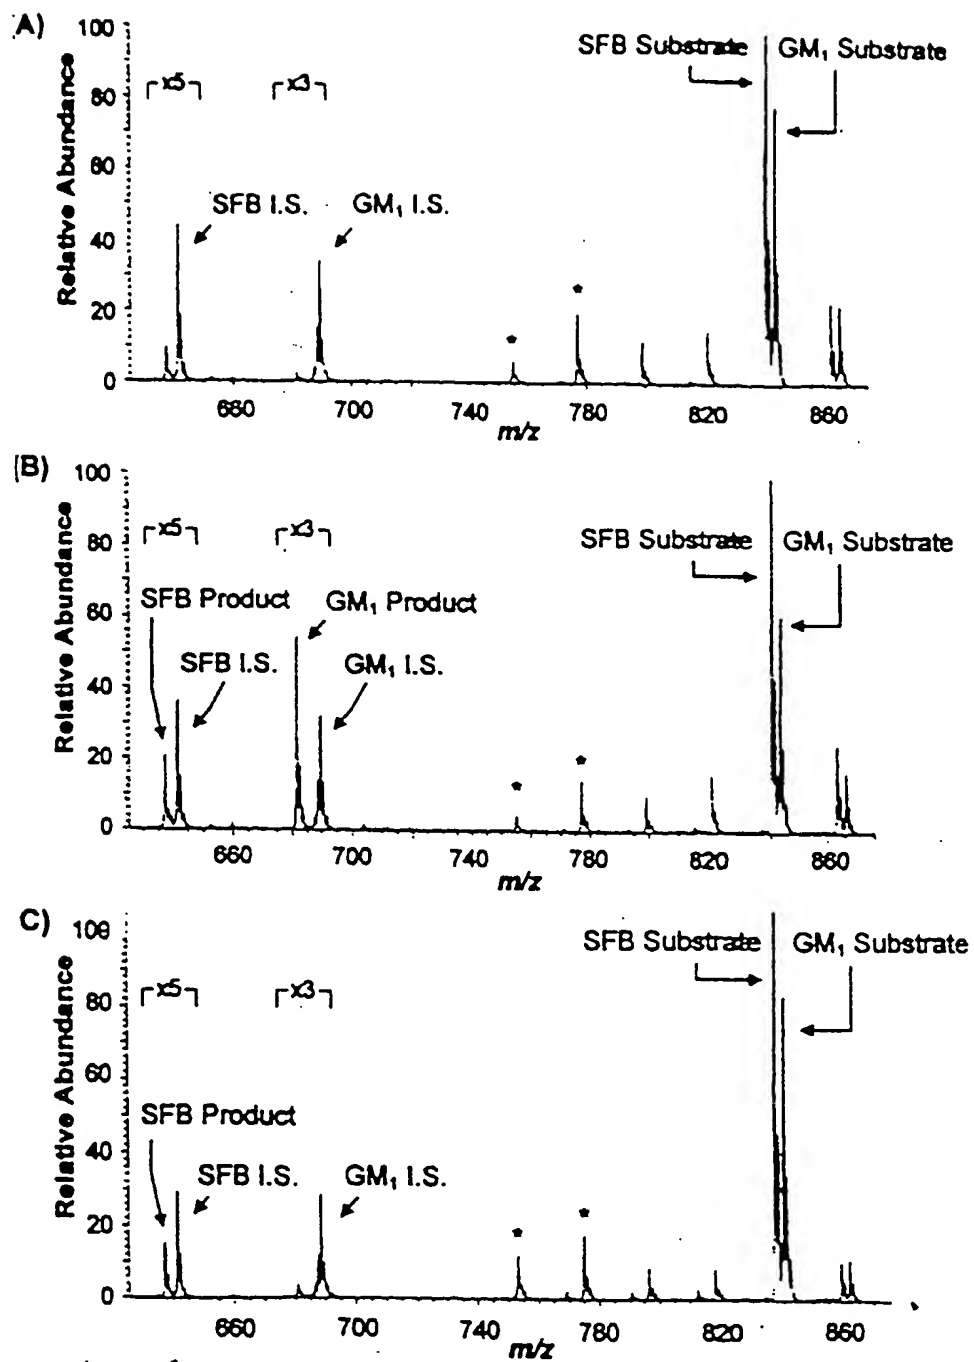 A)
100
80
60
40
20
0
Relative Abundance
x5
x3
SFB Substrate
GM₁ Substrate
SFB I.S.
GM₁ I.S.
*
*
660
700
740
780
820
860
m/z
(B)
100
80
60
40
20
0
Relative Abundance
x5
x3
SFB Substrate
GM₁ Substrate
SFB Product
GM₁ Product
SFB I.S.
GM₁ I.S.
*
*
660
700
740
780
820
860
m/z
C)
100
80
60
40
20
0
Relative Abundance
x5
x3
SFB Substrate
GM₁ Substrate
SFB Product
SFB I.S.
GM₁ I.S.
*
*
660
700
740
780
820
860
m/z